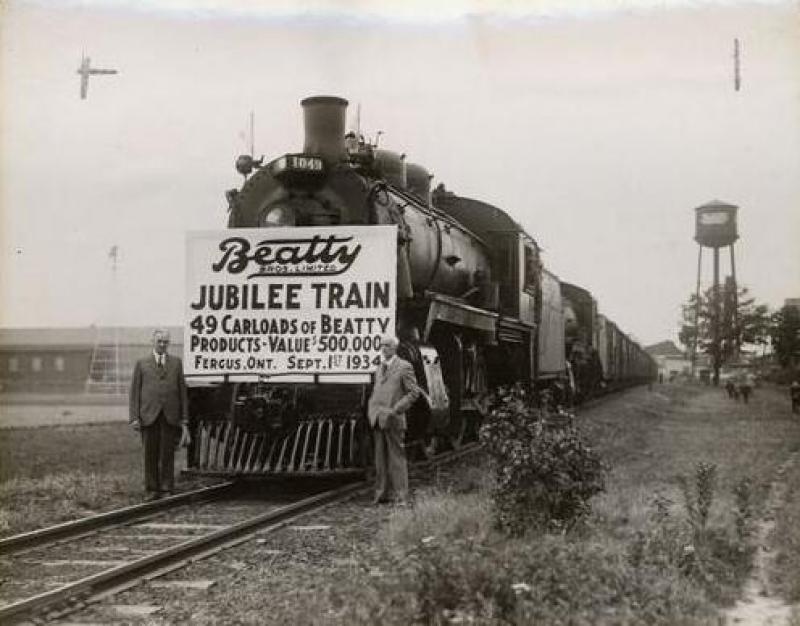 1049
Beatty
BROS. LIMITED
JUBILEE TRAIN
49 CARLOADS OF BEATTY
PRODUCTS - VALUE $500,000
FERGUS, ONT. SEPT. 1ST 1934